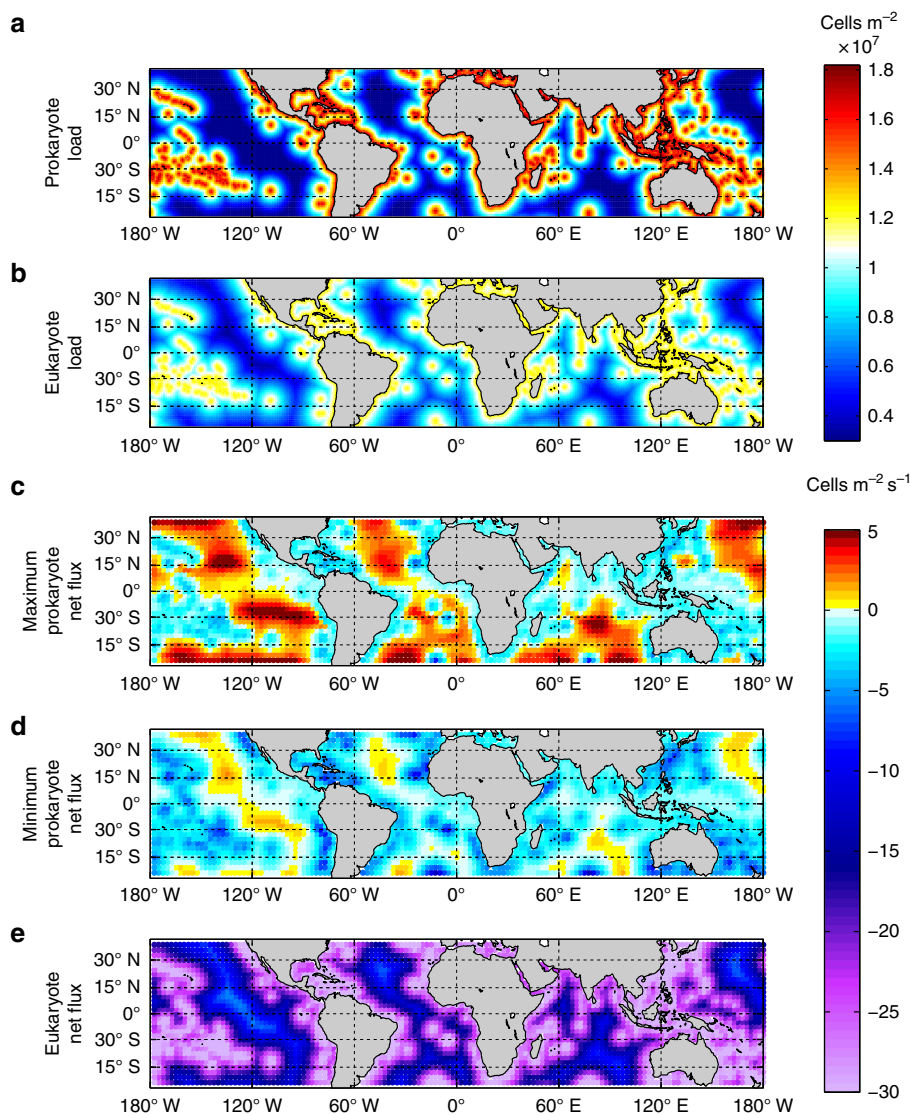 a
Cells m⁻²
×10⁷
Prokaryote
load
30° N
15° N
0°
30° S
15° S
180° W
120° W
60° W
0°
60° E
120° E
180° W
1.8
1.6
1.4
1.2
1
0.8
0.6
0.4
b
Eukaryote
load
30° N
15° N
0°
30° S
15° S
180° W
120° W
60° W
0°
60° E
120° E
180° W
Cells m⁻² s⁻¹
c
Maximum
prokaryote
net flux
30° N
15° N
0°
30° S
15° S
180° W
120° W
60° W
0°
60° E
120° E
180° W
5
0
−5
−10
−15
−20
−25
−30
d
Minimum
prokaryote
net flux
30° N
15° N
0°
30° S
15° S
180° W
120° W
60° W
0°
60° E
120° E
180° W
e
Eukaryote
net flux
30° N
15° N
0°
30° S
15° S
180° W
120° W
60° W
0°
60° E
120° E
180° W